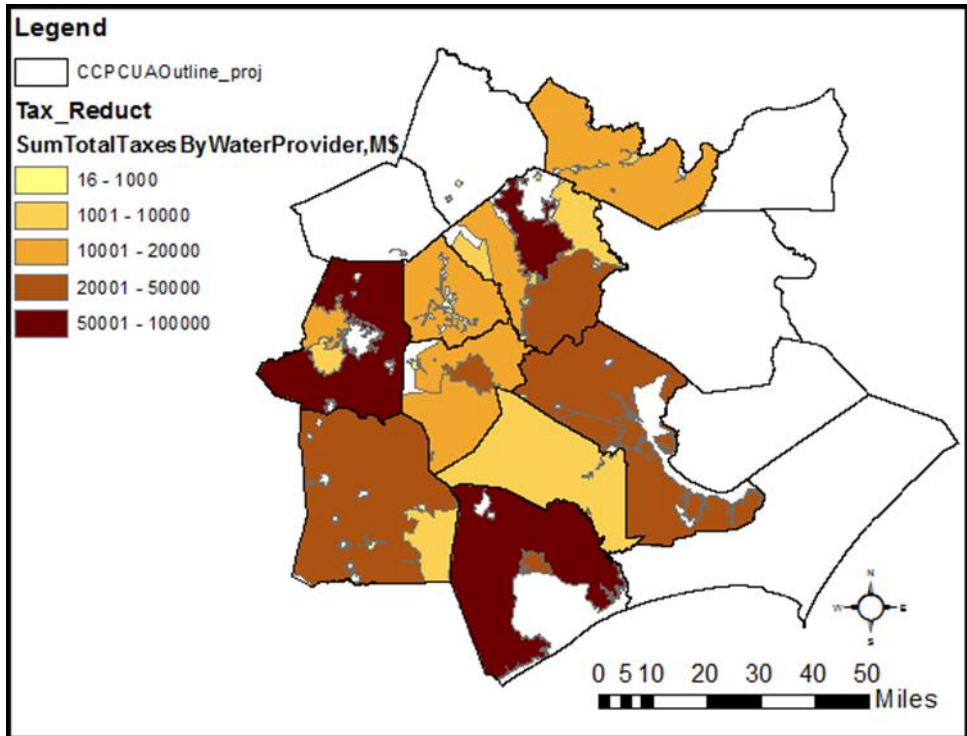 Legend
CCPCUAOutline_proj
Tax_Reduct
SumTotalTaxesByWaterProvider,M$
16 - 1000
1001 - 10000
10001 - 20000
20001 - 50000
50001 - 100000
N
W E
S
0 5 10 20 30 40 50
Miles